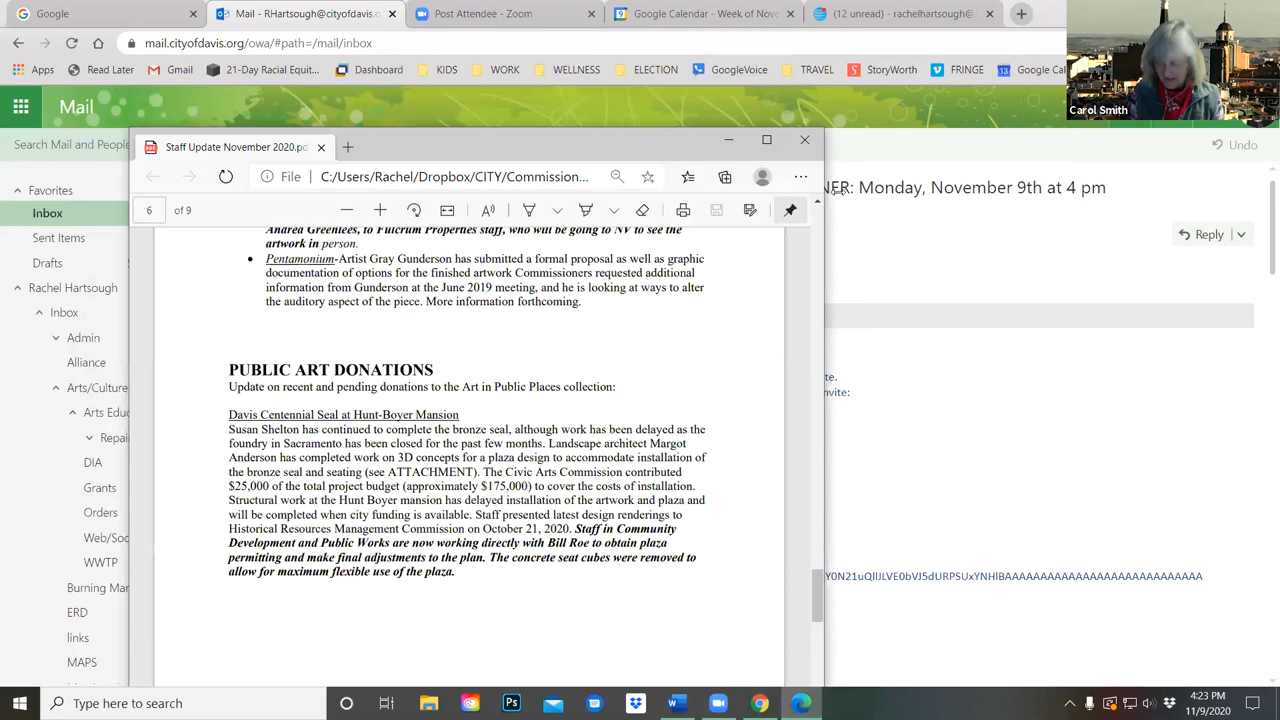 Google
Mail - RHartsough@cityofdavis.o
Post Attendee - Zoom
Google Calendar - Week of Nove
(12 unread) - rachelhartsough@
mail.cityofdavis.org/owa/#path=/mail/inbox
Apps
Read Later
Gmail
21-Day Racial Equit...
Dashboard
KIDS
WORK
WELLNESS
ELECTION
GoogleVoice
TRAVEL
StoryWorth
FRINGE
Google Cal
Carol Smith
Mail
Search Mail and People
Undo
Staff Update November 2020.pd
File
C:/Users/Rachel/Dropbox/CITY/Commission...
NER: Monday, November 9th at 4 pm
6 of 9
Reply
Favorites
Inbox
Sent Items
Drafts
Rachel Hartsough
Inbox
Admin
Alliance
Arts/Culture
Arts Edu
Repai
DIA
Grants
Orders
Web/Soc
WWTP
Burning Mar
ERD
links
MAPS
Andrea Greenlees, to Fulcrum Properties staff, who will be going to NV to see the
artwork in person.
• Pentamonium-Artist Gray Gunderson has submitted a formal proposal as well as graphic
documentation of options for the finished artwork Commissioners requested additional
information from Gunderson at the June 2019 meeting, and he is looking at ways to alter
the auditory aspect of the piece. More information forthcoming.
PUBLIC ART DONATIONS
Update on recent and pending donations to the Art in Public Places collection:
Davis Centennial Seal at Hunt-Boyer Mansion
Susan Shelton has continued to complete the bronze seal, although work has been delayed as the
foundry in Sacramento has been closed for the past few months. Landscape architect Margot
Anderson has completed work on 3D concepts for a plaza design to accommodate installation of
the bronze seal and seating (see ATTACHMENT). The Civic Arts Commission contributed
$25,000 of the total project budget (approximately $175,000) to cover the costs of installation.
Structural work at the Hunt Boyer mansion has delayed installation of the artwork and plaza and
will be completed when city funding is available. Staff presented latest design renderings to
Historical Resources Management Commission on October 21, 2020. Staff in Community
Development and Public Works are now working directly with Bill Roe to obtain plaza
permitting and make final adjustments to the plan. The concrete seat cubes were removed to
allow for maximum flexible use of the plaza.
te.
nvite:
Type here to search
4:23 PM
11/9/2020